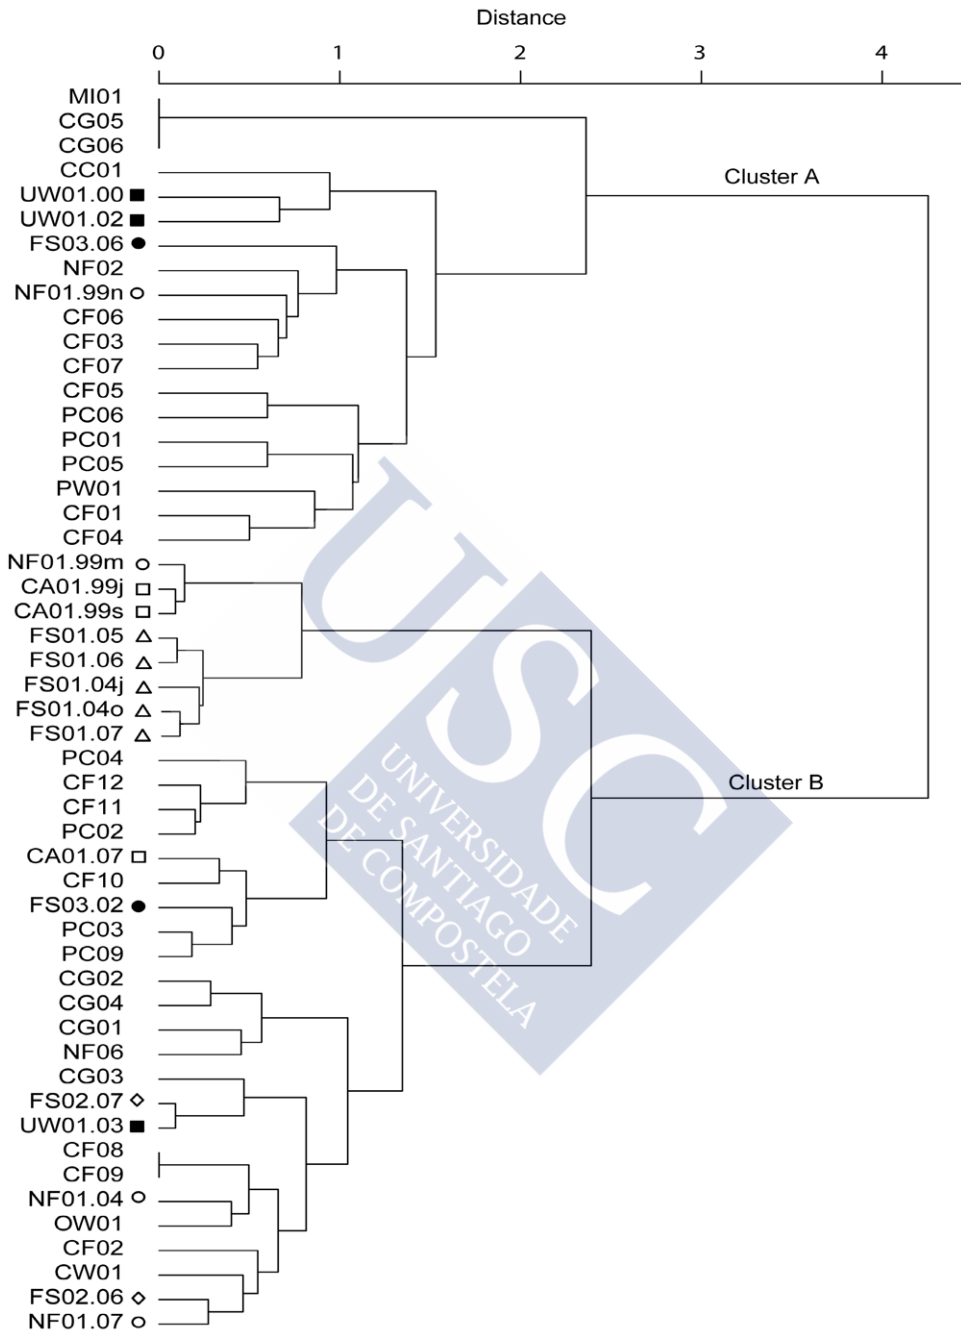 Distance
0 1 2 3 4
MI01
CG05
CG06
CC01
UW01.00
Cluster A
UW01.02
FS03.06
NF02
NF01.99n
CF06
CF03
CF07
CF05
PC06
PC01
PC05
PW01
CF01
CF04
NF01.99m
CA01.99j
CA01.99s
FS01.05
FS01.06
FS01.04j
FS01.04o
FS01.07
PC04
CF12
Cluster B
CF11
PC02
CA01.07
CF10
FS03.02
PC03
PC09
CG02
CG04
CG01
NF06
CG03
FS02.07
UW01.03
CF08
CF09
NF01.04
OW01
CF02
CW01
FS02.06
NF01.07
USC
UNIVERSIDADE
DE SANTIAGO
DE COMPOSTELA